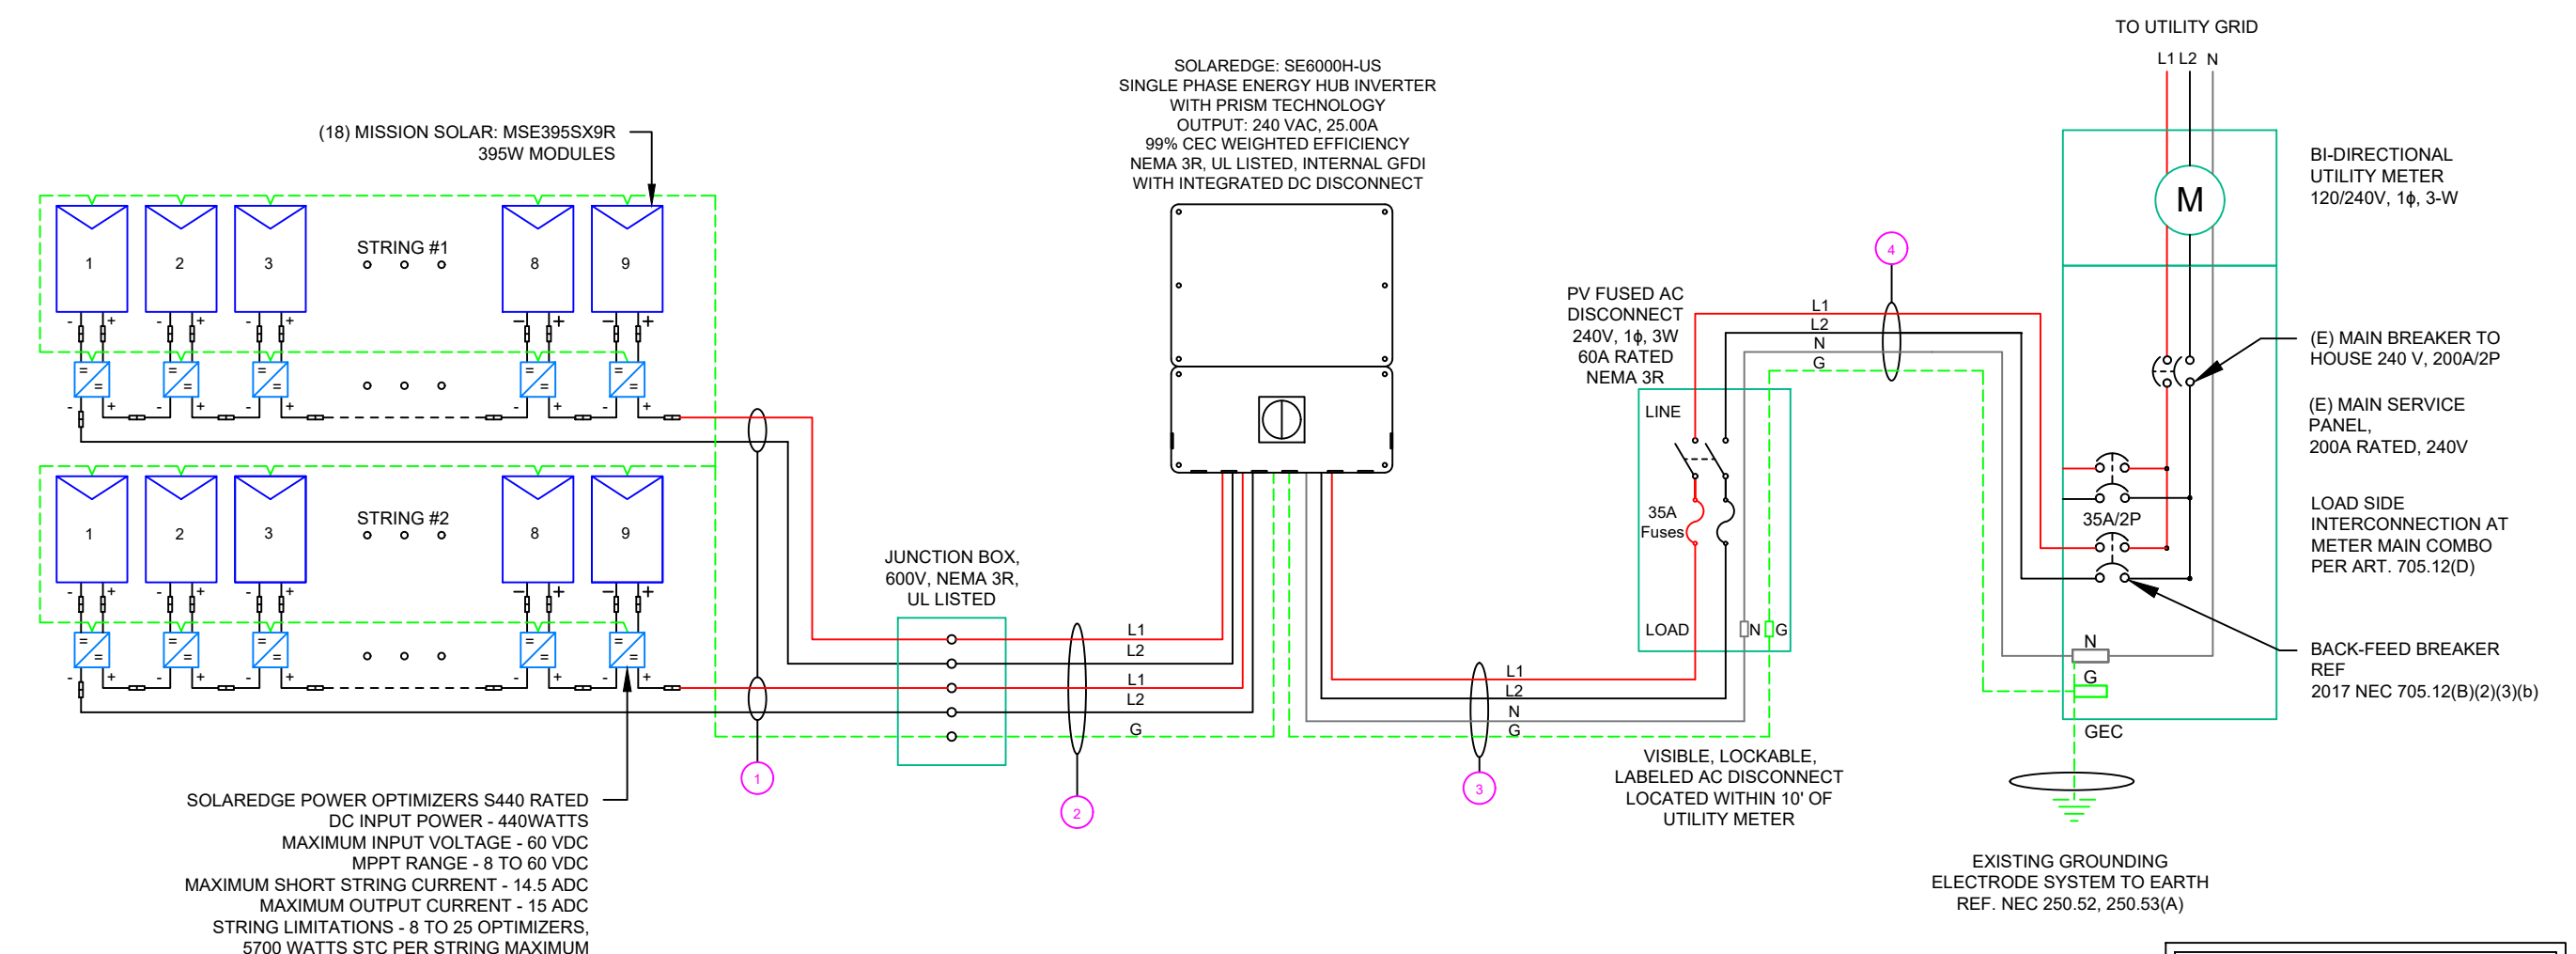 TO UTILITY GRID
L1 L2 N
SOLAREDGE: SE6000H-US
SINGLE PHASE ENERGY HUB INVERTER
WITH PRISM TECHNOLOGY
OUTPUT: 240 VAC, 25.00A
99% CEC WEIGHTED EFFICIENCY
NEMA 3R, UL LISTED, INTERNAL GFDI
WITH INTEGRATED DC DISCONNECT
(18) MISSION SOLAR: MSE395SX9R
395W MODULES
STRING #1
1 2 3 8 9
- + - + - + - + - +
= = = = = = = = = =
- + - + - + - + - +
STRING #2
1 2 3 8 9
- + - + - + - + - +
= = = = = = = = = =
- + - + - + - + - +
SOLAREDGE POWER OPTIMIZERS S440 RATED
DC INPUT POWER - 440WATTS
MAXIMUM INPUT VOLTAGE - 60 VDC
MPPT RANGE - 8 TO 60 VDC
MAXIMUM SHORT STRING CURRENT - 14.5 ADC
MAXIMUM OUTPUT CURRENT - 15 ADC
STRING LIMITATIONS - 8 TO 25 OPTIMIZERS,
5700 WATTS STC PER STRING MAXIMUM
1
JUNCTION BOX,
600V, NEMA 3R,
UL LISTED
L1
L2
L1
L2
G
2
L1
L2
N
G
3
PV FUSED AC
DISCONNECT
240V, 1ϕ, 3W
60A RATED
NEMA 3R
LINE
35A
Fuses
LOAD
N G
VISIBLE, LOCKABLE,
LABELED AC DISCONNECT
LOCATED WITHIN 10' OF
UTILITY METER
4
L1
L2
N
G
M
BI-DIRECTIONAL
UTILITY METER
120/240V, 1ϕ, 3-W
(E) MAIN BREAKER TO
HOUSE 240 V, 200A/2P
(E) MAIN SERVICE
PANEL,
200A RATED, 240V
35A/2P
LOAD SIDE
INTERCONNECTION AT
METER MAIN COMBO
PER ART. 705.12(D)
BACK-FEED BREAKER
REF
2017 NEC 705.12(B)(2)(3)(b)
N
G
GEC
EXISTING GROUNDING
ELECTRODE SYSTEM TO EARTH
REF. NEC 250.52, 250.53(A)